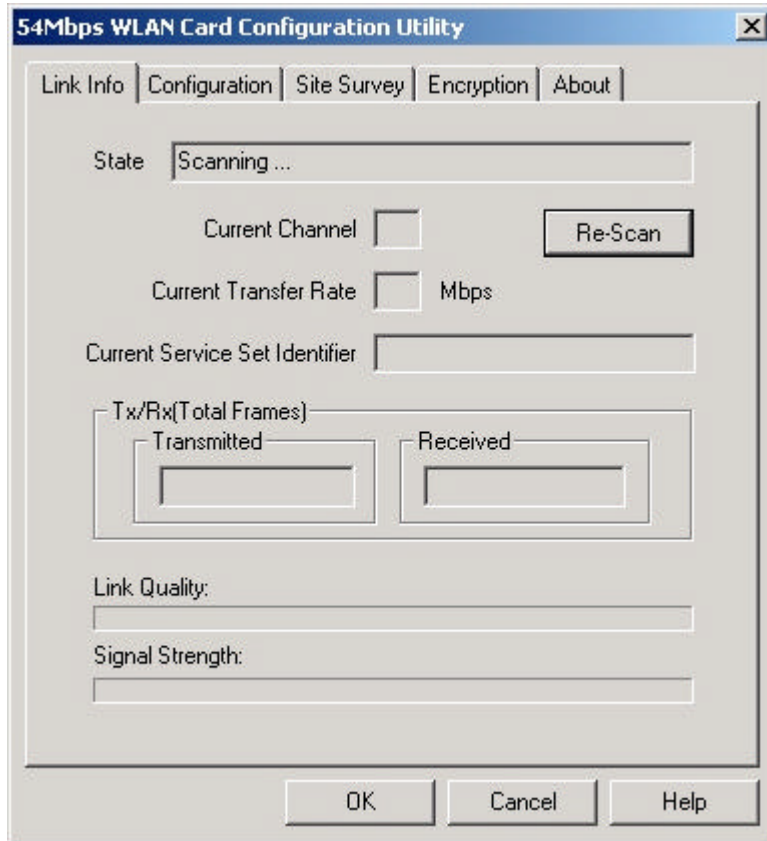 54Mbps WLAN Card Configuration Utility
Link Info Configuration Site Survey Encryption About
State Scanning ...
Current Channel Re-Scan
Current Transfer Rate Mbps
Current Service Set Identifier
Tx/Rx(Total Frames)
Transmitted Received
Link Quality:
Signal Strength:
OK Cancel Help